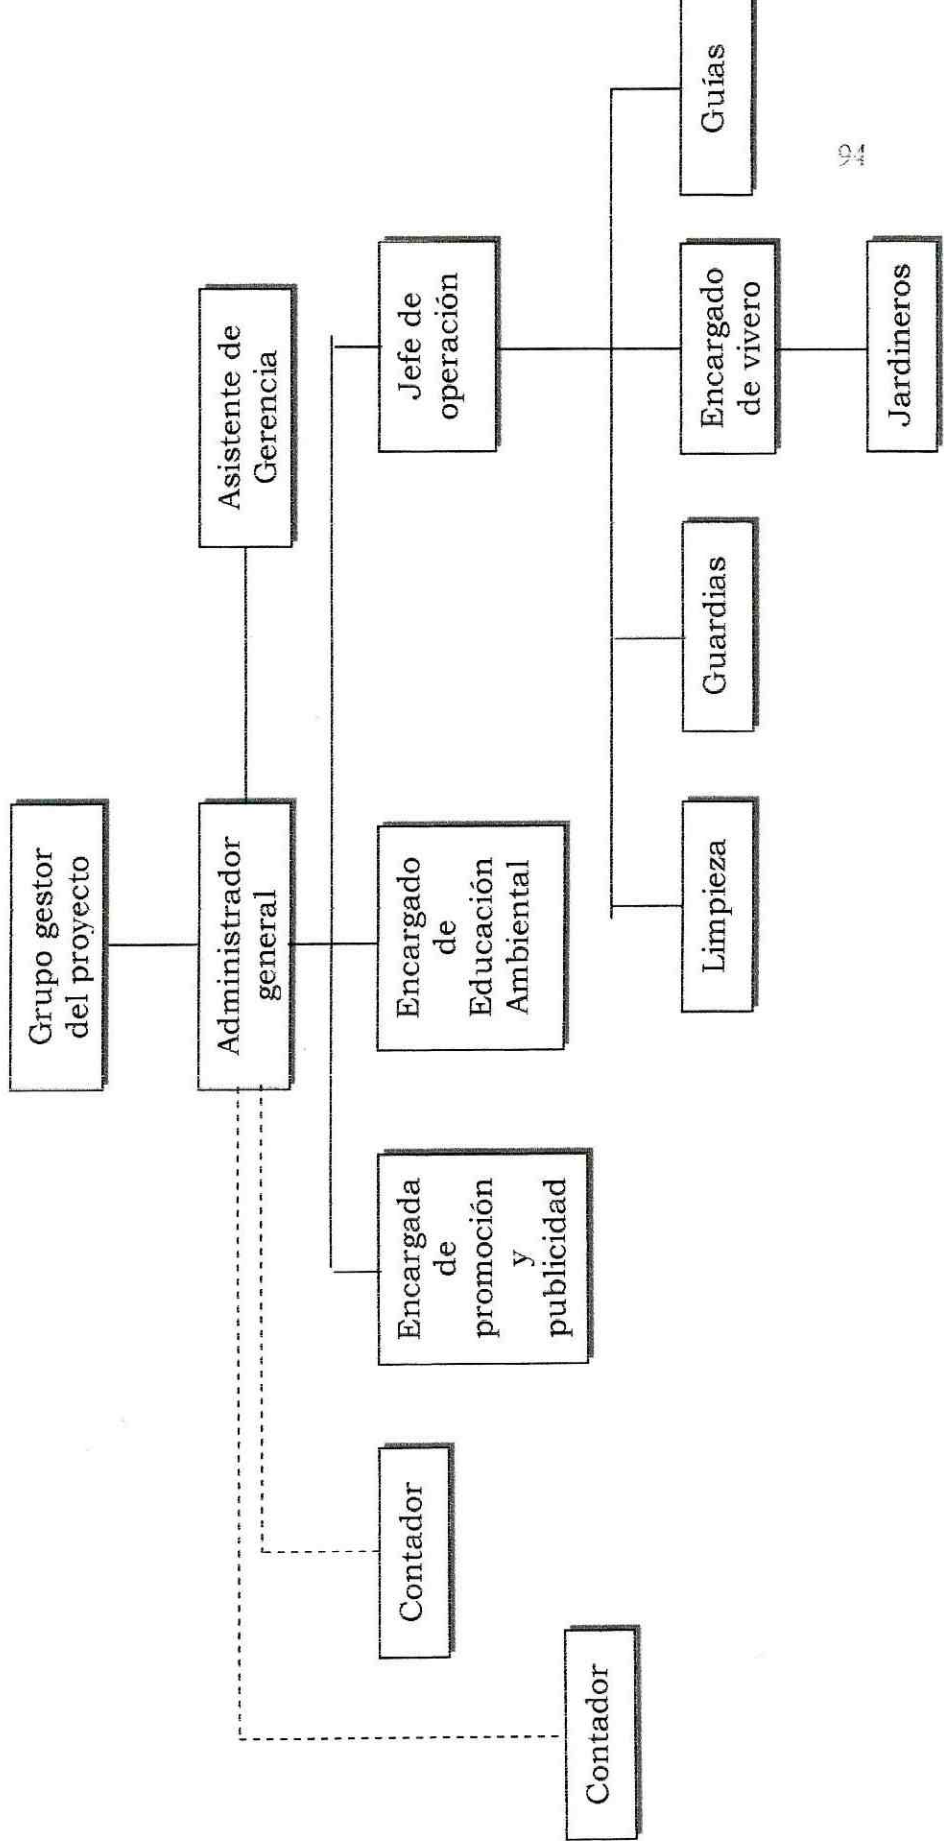 Grupo gestor
del proyecto
Administrador
general
Asistente de
Gerencia
Contador
Contador
Encargada
de
promoción
y
publicidad
Encargado
de
Educación
Ambiental
Jefe de
operación
Limpieza
Guardias
Encargado
de vivero
Guías
Jardineros
94